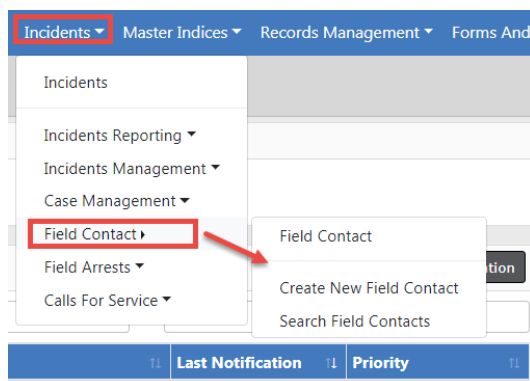 Incidents Master Indices Records Management Forms And
Incidents
Incidents Reporting
Incidents Management
Case Management
Field Contact
Field Arrests
Calls For Service
Field Contact
Create New Field Contact
Search Field Contacts
tion
Last Notification Priority